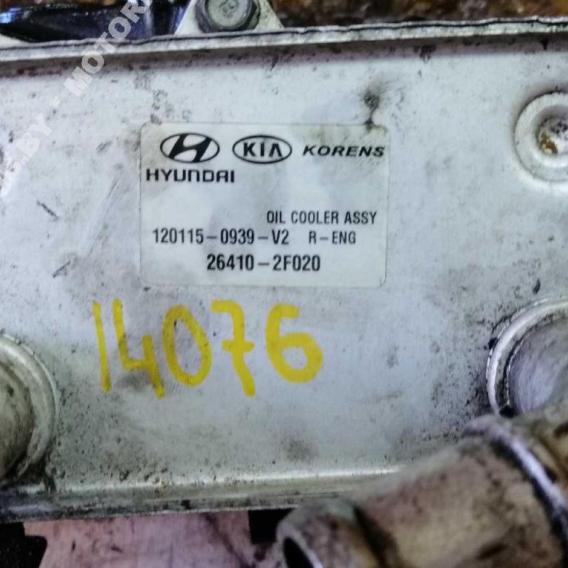 HYUNDAI KIA KORENS
OIL COOLER ASSY
120115-0939-V2 R-ENG
26410-2F020
14076